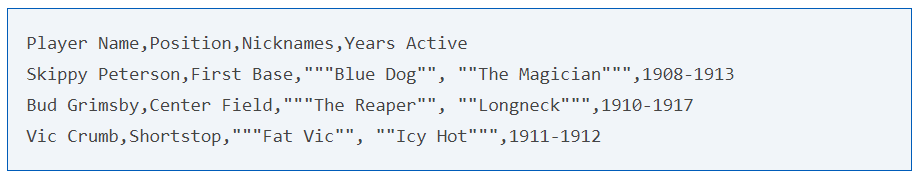 Player Name,Position,Nicknames,Years Active
Skippy Peterson,First Base,"""Blue Dog"", ""The Magician""",1908-1913
Bud Grimsby,Center Field,"""The Reaper"", ""Longneck""",1910-1917
Vic Crumb,Shortstop,"""Fat Vic"", ""Icy Hot""",1911-1912